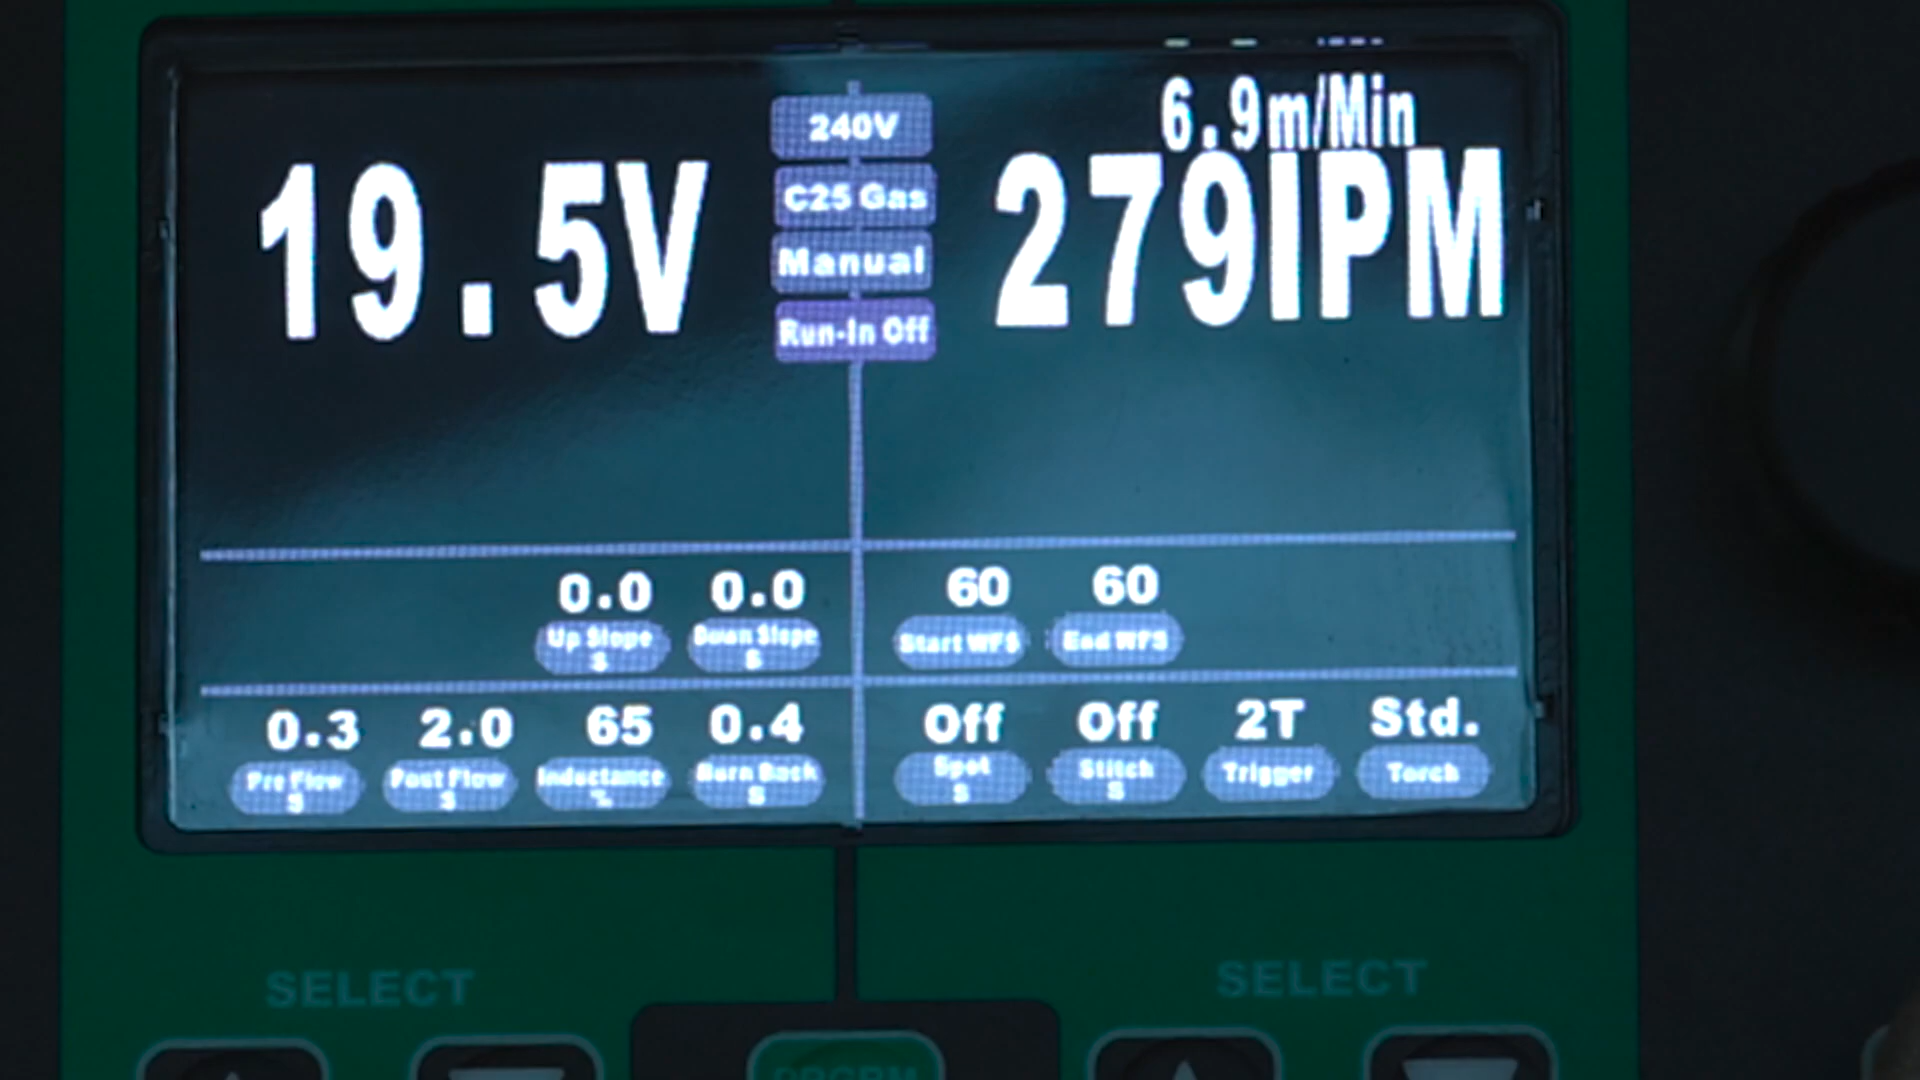 6.9m/Min
19.5V
279IPM
240V
C25 Gas
Manual
Run-In Off
0.0
0.0
60
60
Up Slope
S
Down Slope
S
Start WFS
End WFS
0.3
2.0
65
0.4
Off
Off
2T
Std.
Pre Flow
S
Post Flow
S
Inductance
%
Burn Back
S
Spot
S
Stitch
S
Trigger
Torch
SELECT
SELECT
PRGRM